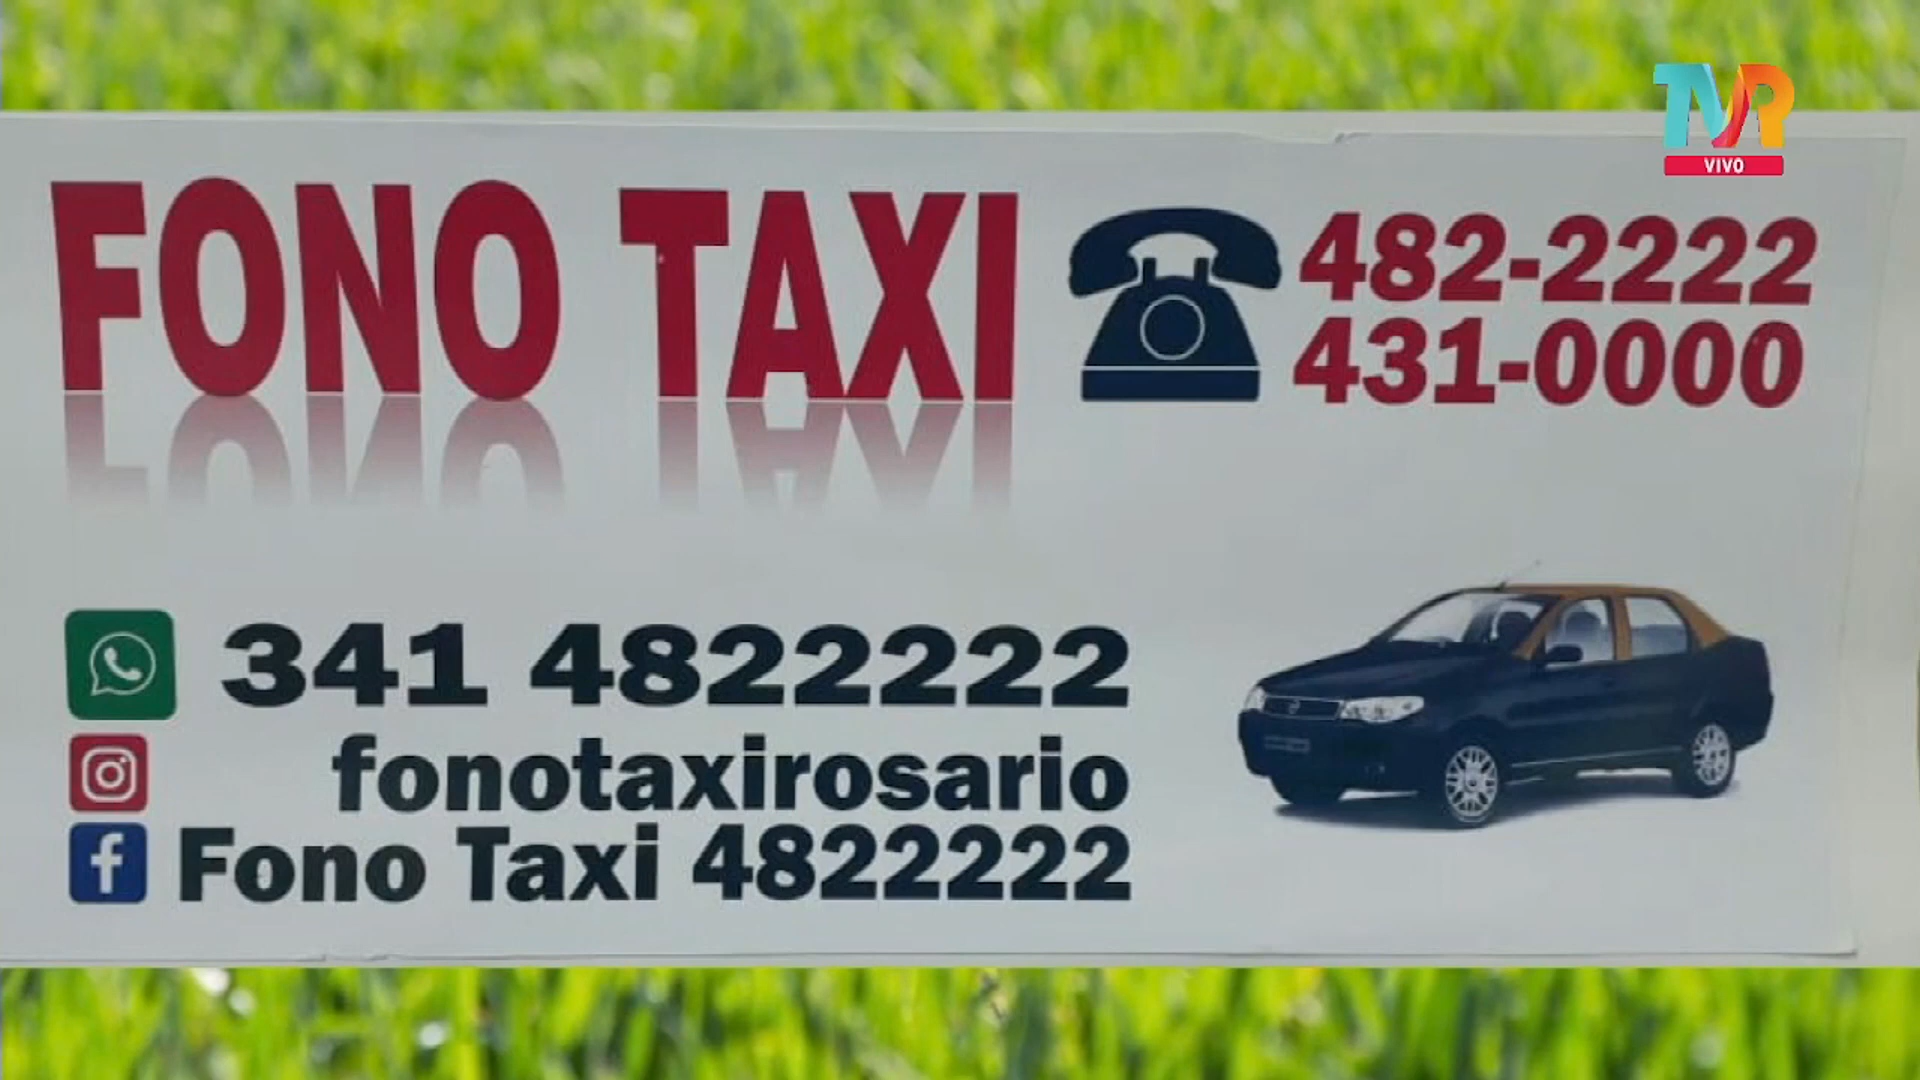 TVR
VIVO
FONO TAXI
482-2222
431-0000
341 4822222
fonotaxirosario
Fono Taxi 4822222